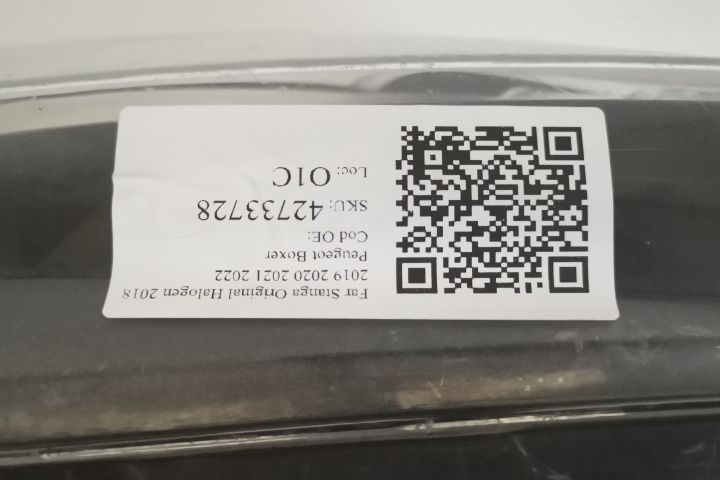 Far Stanga Original Halogen 2018
2019 2020 2021 2022
Peugeot Boxer
Cod OE:
SKU: 42733728
Loc: O1C